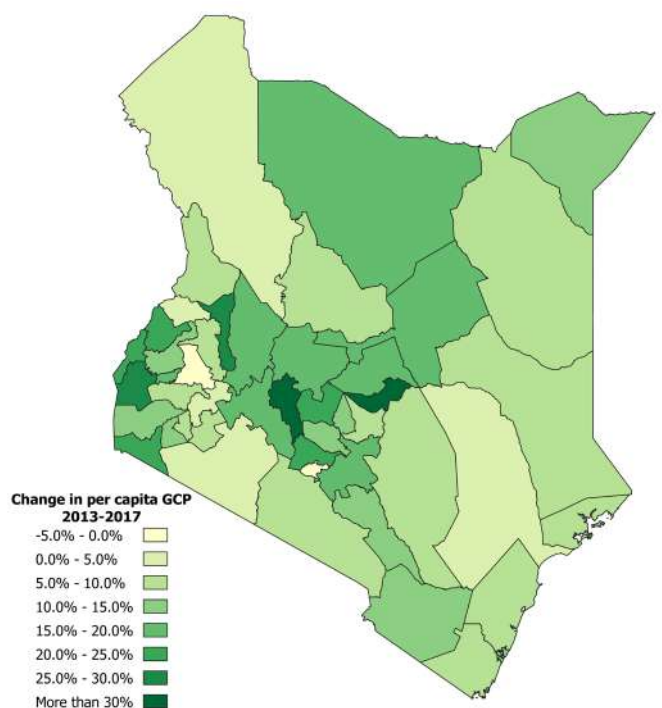 Change in per capita GCP
2013-2017
-5.0% - 0.0%
0.0% - 5.0%
5.0% - 10.0%
10.0% - 15.0%
15.0% - 20.0%
20.0% - 25.0%
25.0% - 30.0%
More than 30%